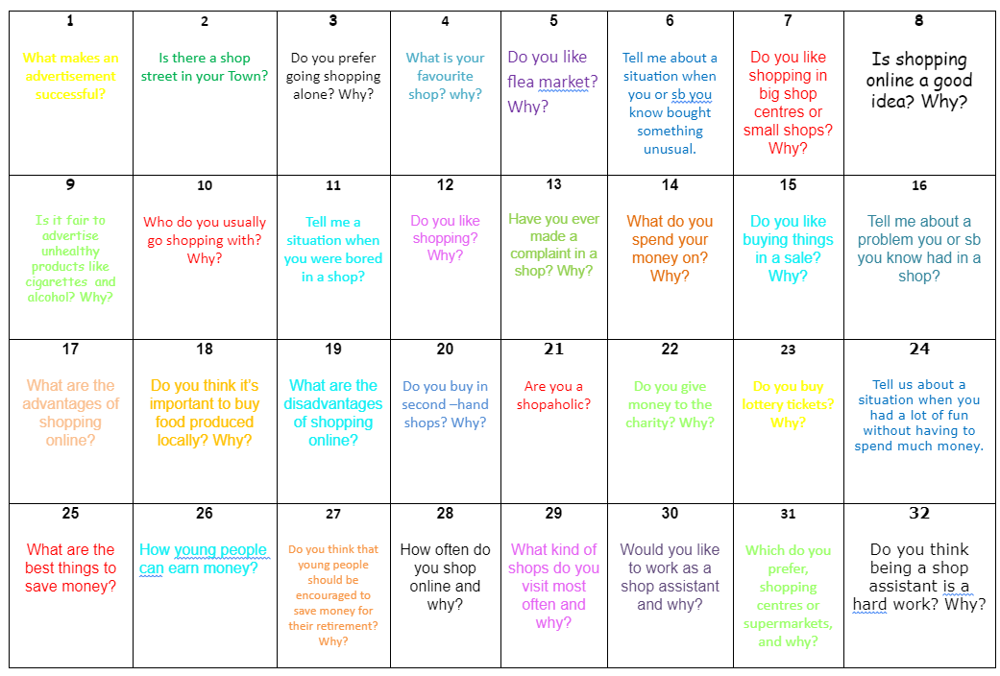 1
What makes an
advertisement
successful?
2
Is there a shop
street in your Town?
3
Do you prefer
going shopping
alone? Why?
4
What is your
favourite
shop? why?
5
Do you like
flea market?
Why?
6
Tell me about a
situation when
you or sb you
know bought
something
unusual.
7
Do you like
shopping in
big shop
centres or
small shops?
Why?
8
Is shopping
online a good
idea? Why?
9
Is it fair to
advertise
unhealthy
products like
cigarettes and
alcohol? Why?
10
Who do you usually
go shopping with?
Why?
11
Tell me a
situation when
you were bored
in a shop?
12
Do you like
shopping?
Why?
13
Have you ever
made a
complaint in a
shop? Why?
14
What do you
spend your
money on?
Why?
15
Do you like
buying things
in a sale?
Why?
16
Tell me about a
problem you or sb
you know had in a
shop?
17
What are the
advantages of
shopping
online?
18
Do you think it's
important to buy
food produced
locally? Why?
19
What are the
disadvantages
of shopping
online?
20
Do you buy in
second –hand
shops? Why?
21
Are you a
shopaholic?
22
Do you give
money to the
charity? Why?
23
Do you buy
lottery tickets?
Why?
24
Tell us about a
situation when you
had a lot of fun
without having to
spend much money.
25
What are the
best things to
save money?
26
How young people
can earn money?
27
Do you think that
young people
should be
encouraged to
save money for
their retirement?
Why?
28
How often do
you shop
online and
why?
29
What kind of
shops do you
visit most
often and
why?
30
Would you like
to work as a
shop assistant
and why?
31
Which do you
prefer,
shopping
centres or
supermarkets,
and why?
32
Do you think
being a shop
assistant is a
hard work? Why?